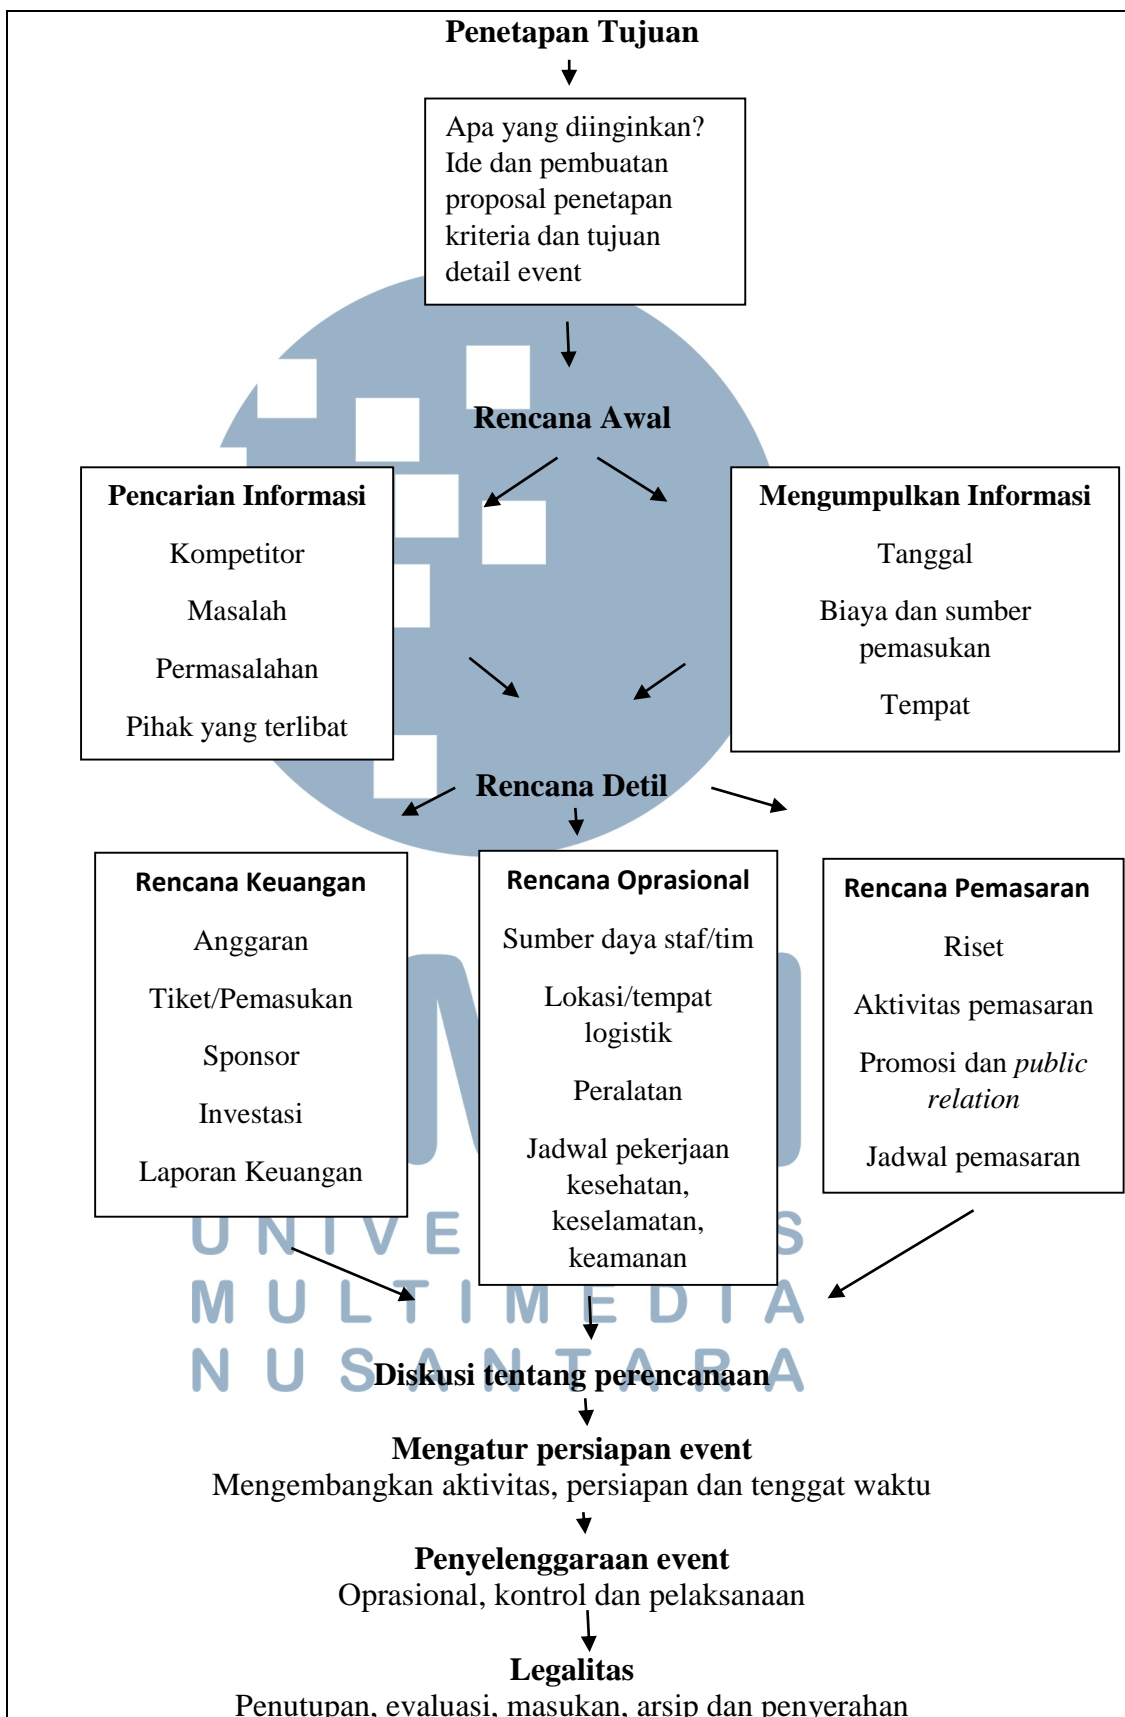 Penetapan Tujuan
Apa yang diinginkan?
Ide dan pembuatan
proposal penetapan
kriteria dan tujuan
detail event
Rencana Awal
Pencarian Informasi
Kompetitor
Masalah
Permasalahan
Pihak yang terlibat
Mengumpulkan Informasi
Tanggal
Biaya dan sumber
pemasukan
Tempat
Rencana Detil
Rencana Keuangan
Anggaran
Tiket/Pemasukan
Sponsor
Investasi
Laporan Keuangan
Rencana Oprasional
Sumber daya staf/tim
Lokasi/tempat
logistik
Peralatan
Jadwal pekerjaan
kesehatan,
keselamatan,
keamanan
Rencana Pemasaran
Riset
Aktivitas pemasaran
Promosi dan public
relation
Jadwal pemasaran
UNIVE S
MULTIMEDIA
NUSANTARA
Diskusi tentang perencanaan
Mengatur persiapan event
Mengembangkan aktivitas, persiapan dan tenggat waktu
Penyelenggaraan event
Oprasional, kontrol dan pelaksanaan
Legalitas
Penutupan, evaluasi, masukan, arsip dan penyerahan